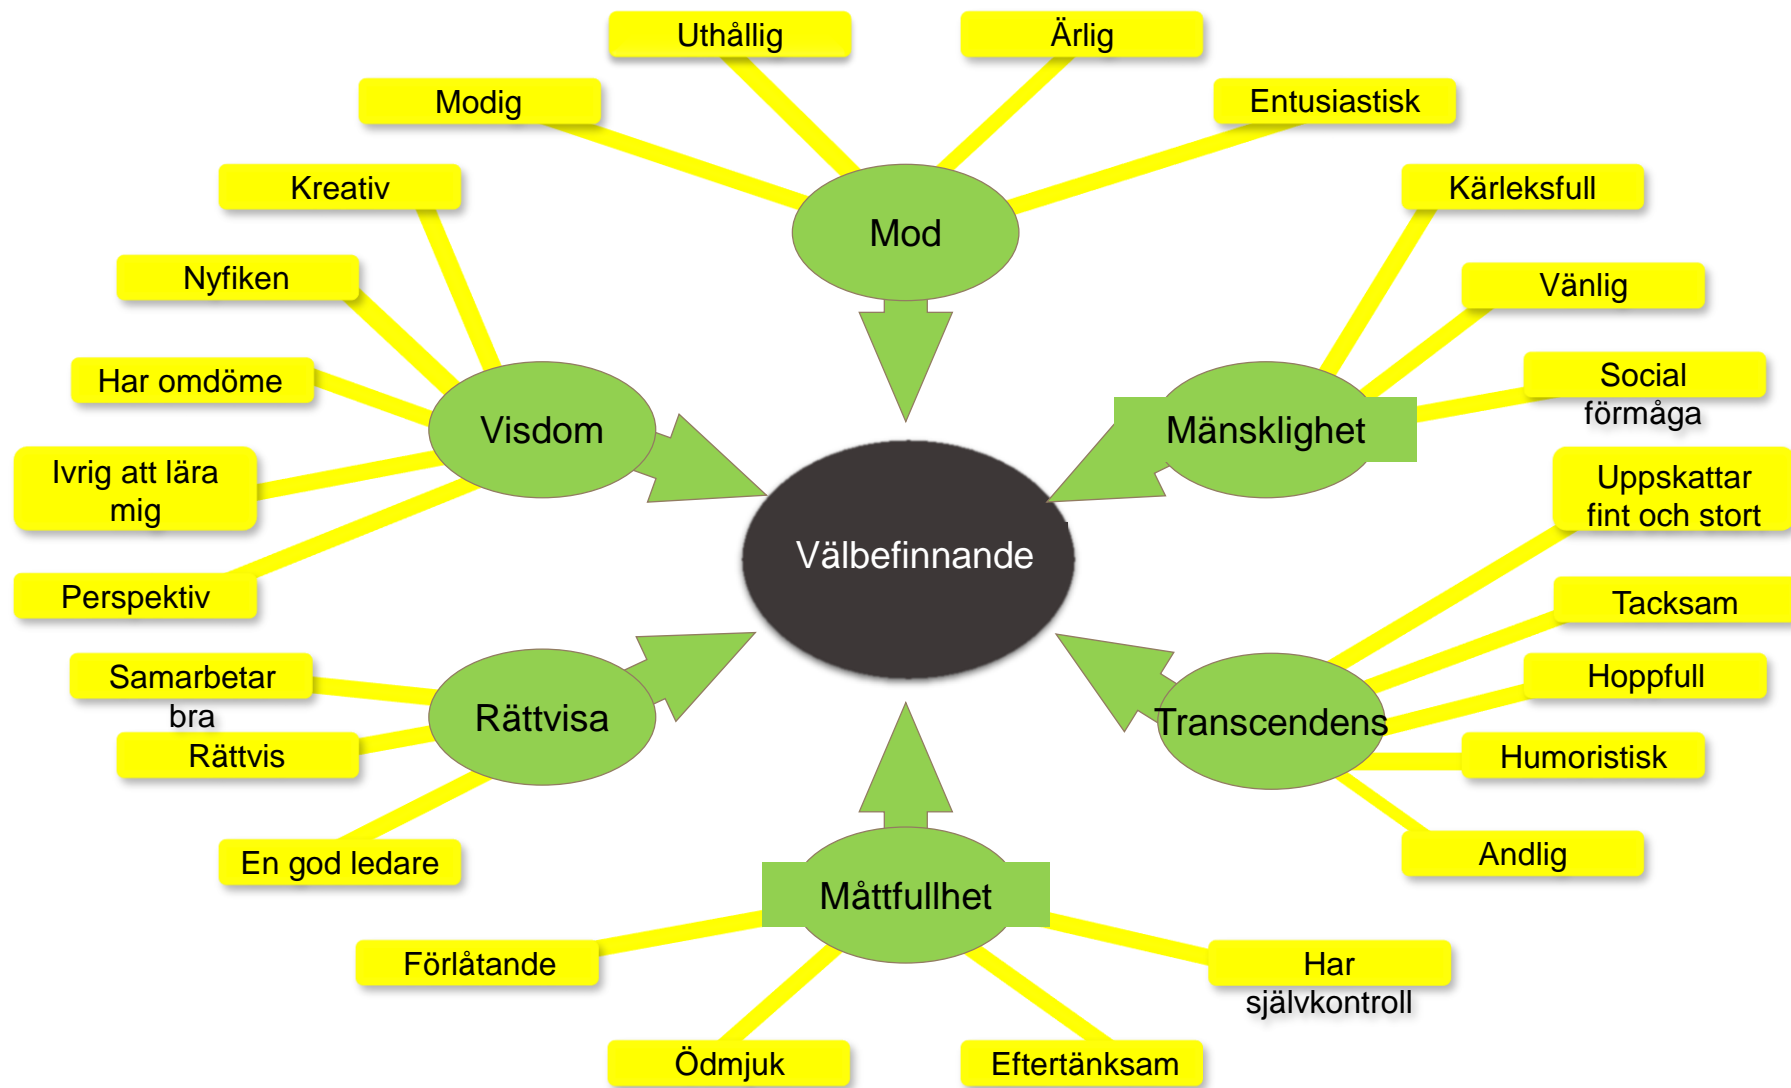 Uthållig
Ärlig
Modig
Entusiastisk
Kreativ
Kärleksfull
Mod
Nyfiken
Vänlig
Har omdöme
Social
förmåga
Visdom
Mänsklighet
Ivrig att lära
mig
Uppskattar
fint och stort
Välbefinnande
Perspektiv
Tacksam
Samarbetar
bra
Hoppfull
Rättvisa
Transcendens
Rättvis
Humoristisk
En god ledare
Andlig
Måttfullhet
Förlåtande
Har
självkontroll
Ödmjuk
Eftertänksam